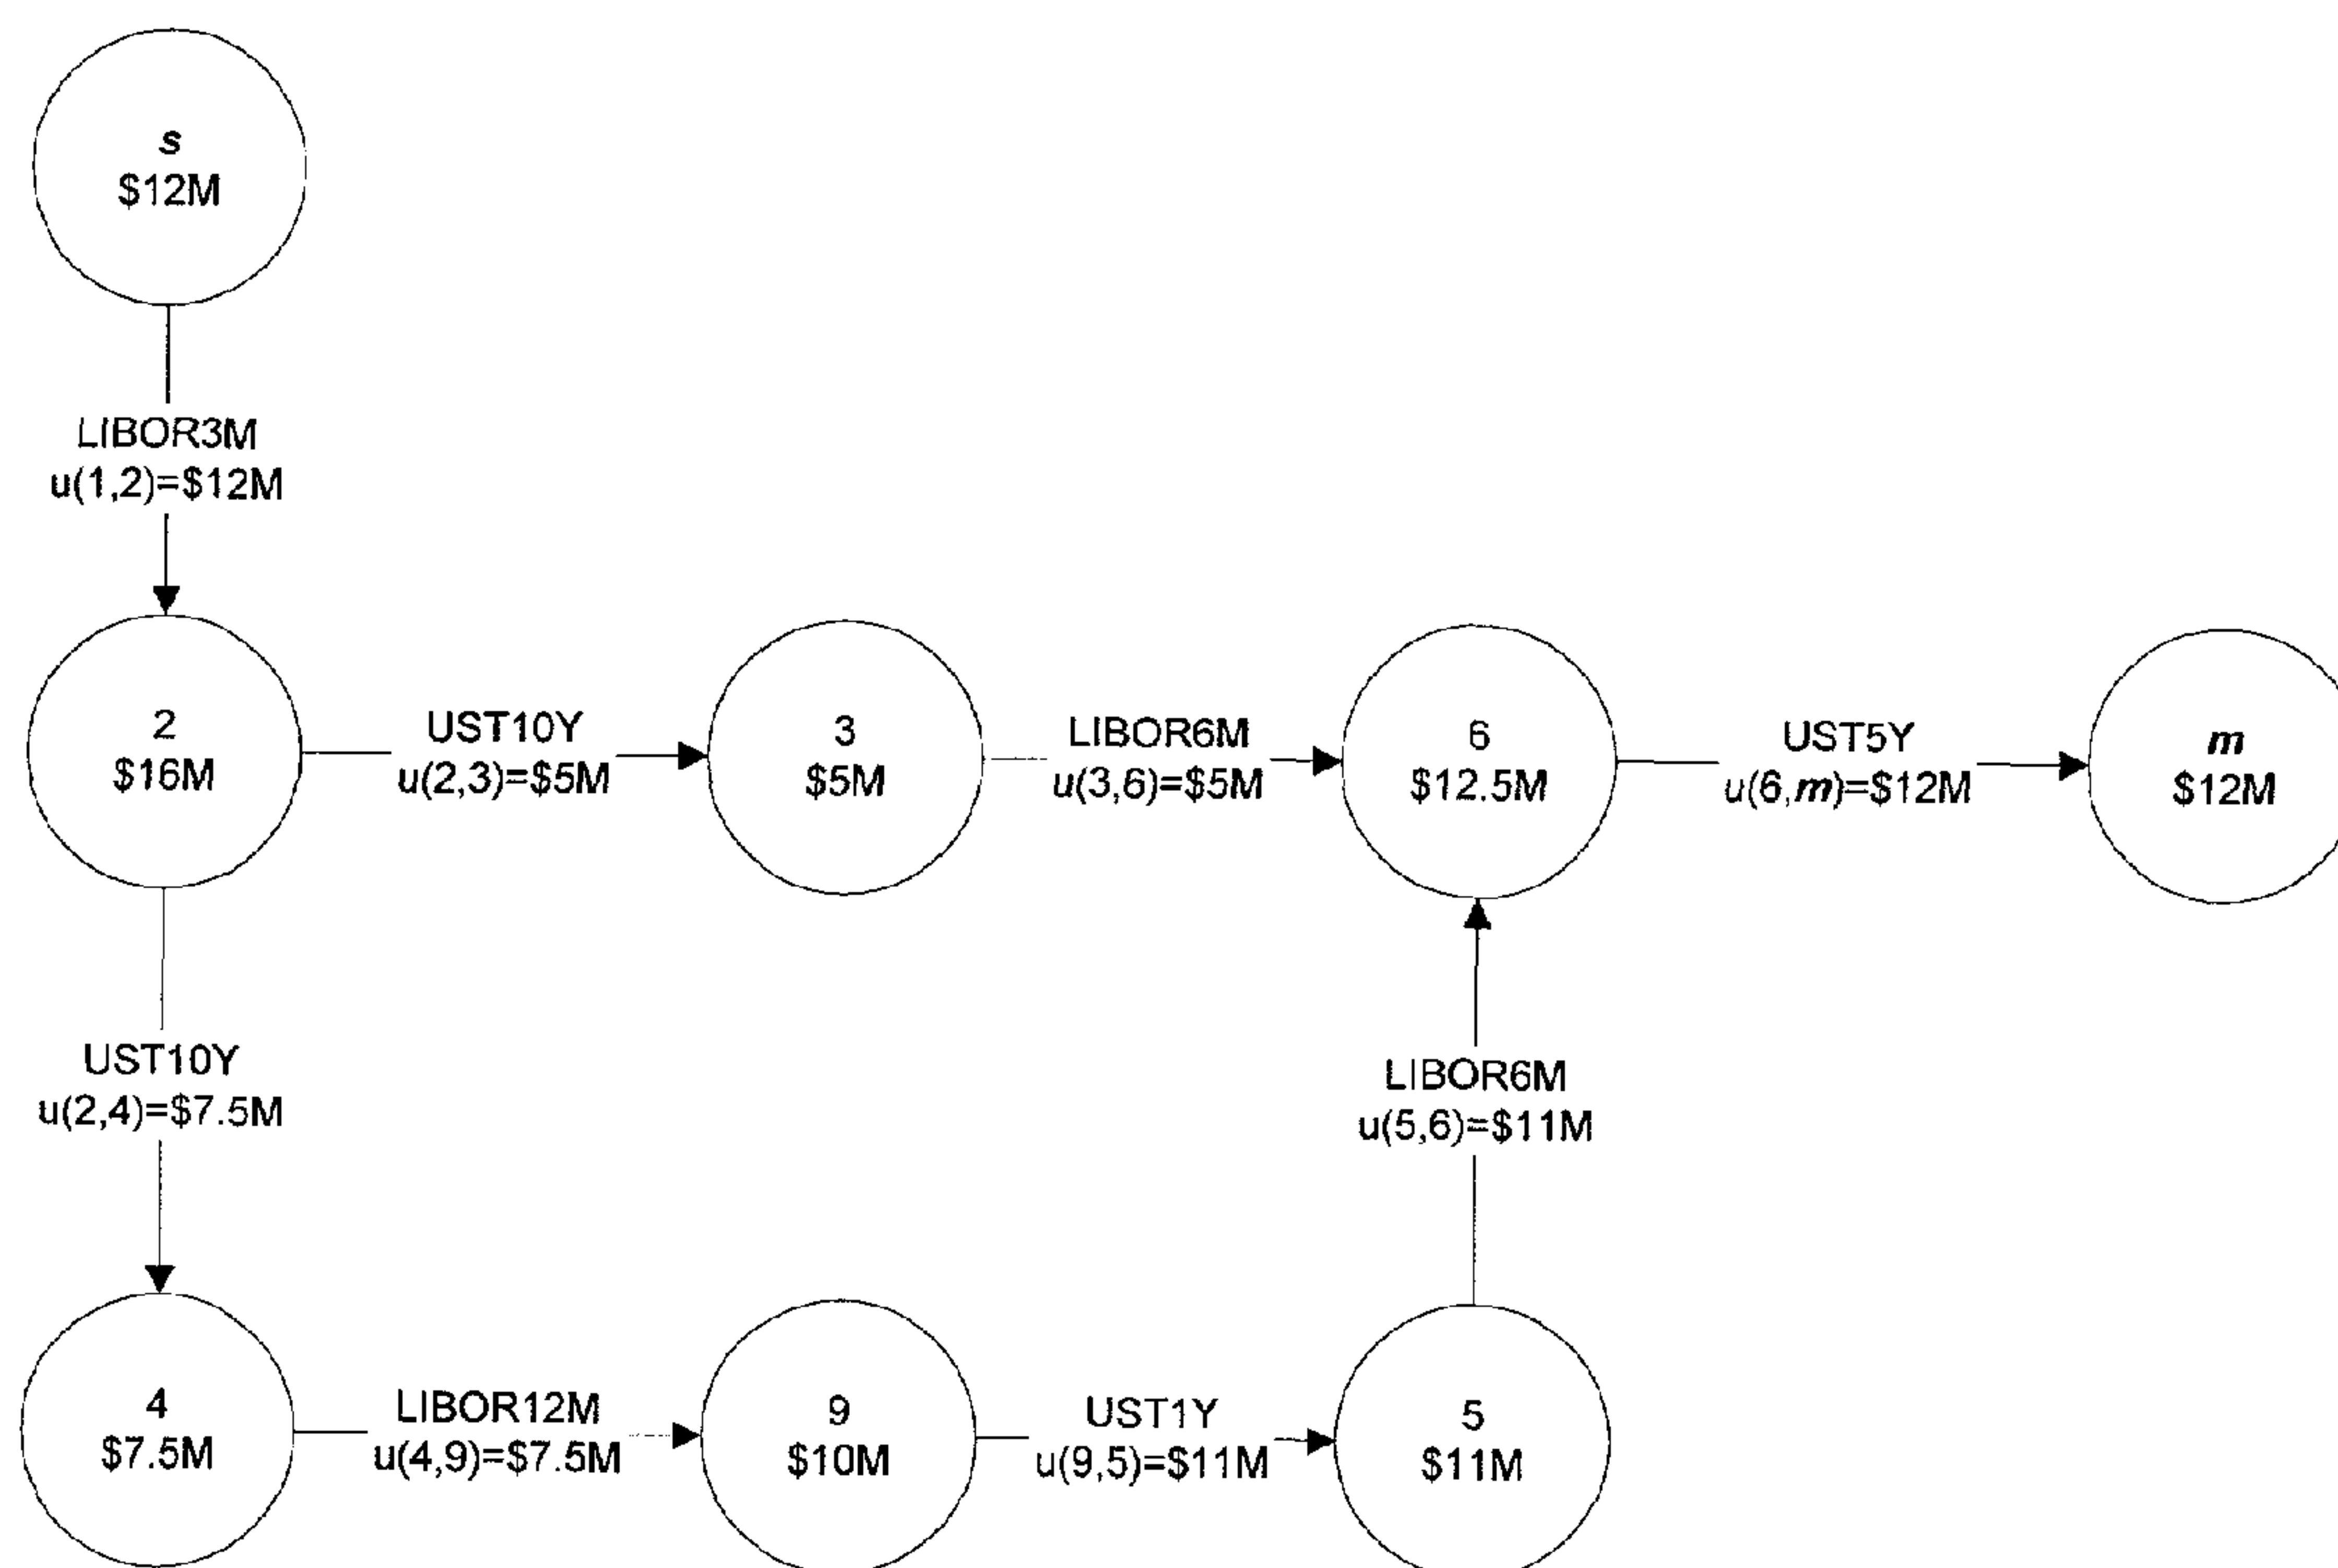 s
$12M
LIBOR3M
u(1,2)=$12M
2
$16M
UST10Y
u(2,3)=$5M
3
$5M
LIBOR6M
u(3,6)=$5M
6
$12.5M
UST5Y
u(6,m)=$12M
m
$12M
UST10Y
u(2,4)=$7.5M
LIBOR6M
u(5,6)=$11M
4
$7.5M
LIBOR12M
u(4,9)=$7.5M
9
$10M
UST1Y
u(9,5)=$11M
5
$11M